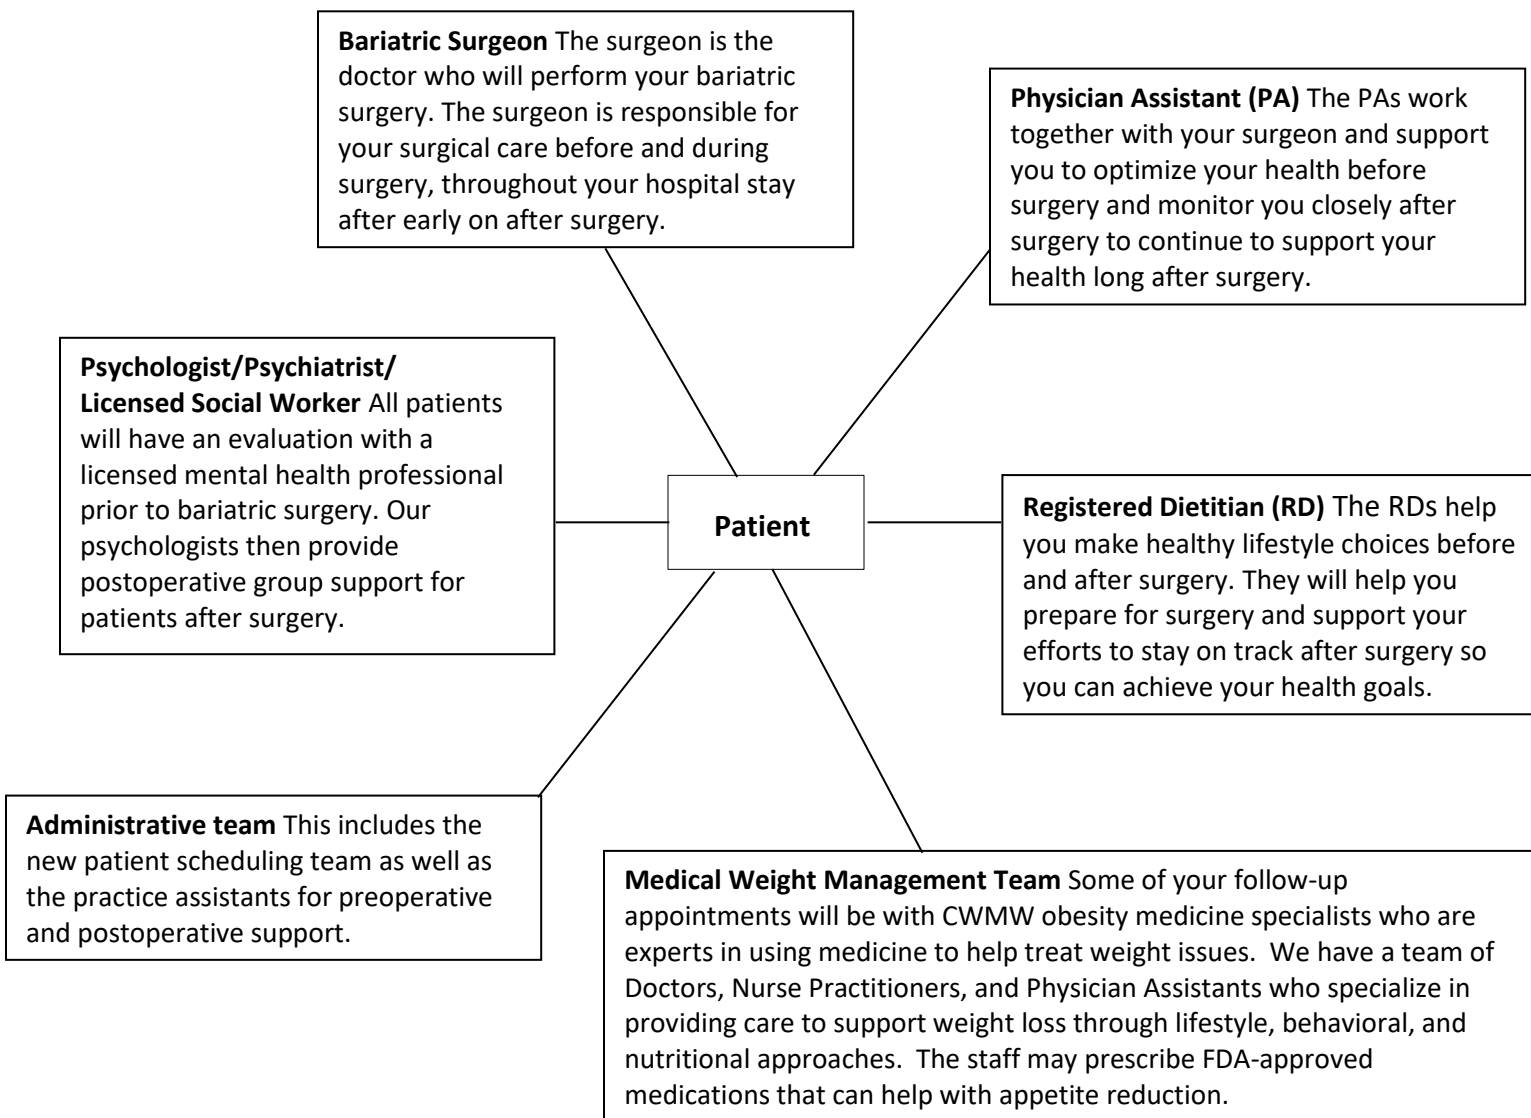 Bariatric Surgeon The surgeon is the
doctor who will perform your bariatric
surgery. The surgeon is responsible for
your surgical care before and during
surgery, throughout your hospital stay
after early on after surgery.
Physician Assistant (PA) The PAs work
together with your surgeon and support
you to optimize your health before
surgery and monitor you closely after
surgery to continue to support your
health long after surgery.
Psychologist/Psychiatrist/
Licensed Social Worker All patients
will have an evaluation with a
licensed mental health professional
prior to bariatric surgery. Our
psychologists then provide
postoperative group support for
patients after surgery.
Patient
Registered Dietitian (RD) The RDs help
you make healthy lifestyle choices before
and after surgery. They will help you
prepare for surgery and support your
efforts to stay on track after surgery so
you can achieve your health goals.
Administrative team This includes the
new patient scheduling team as well as
the practice assistants for preoperative
and postoperative support.
Medical Weight Management Team Some of your follow-up
appointments will be with CWMW obesity medicine specialists who are
experts in using medicine to help treat weight issues.  We have a team of
Doctors, Nurse Practitioners, and Physician Assistants who specialize in
providing care to support weight loss through lifestyle, behavioral, and
nutritional approaches.  The staff may prescribe FDA-approved
medications that can help with appetite reduction.